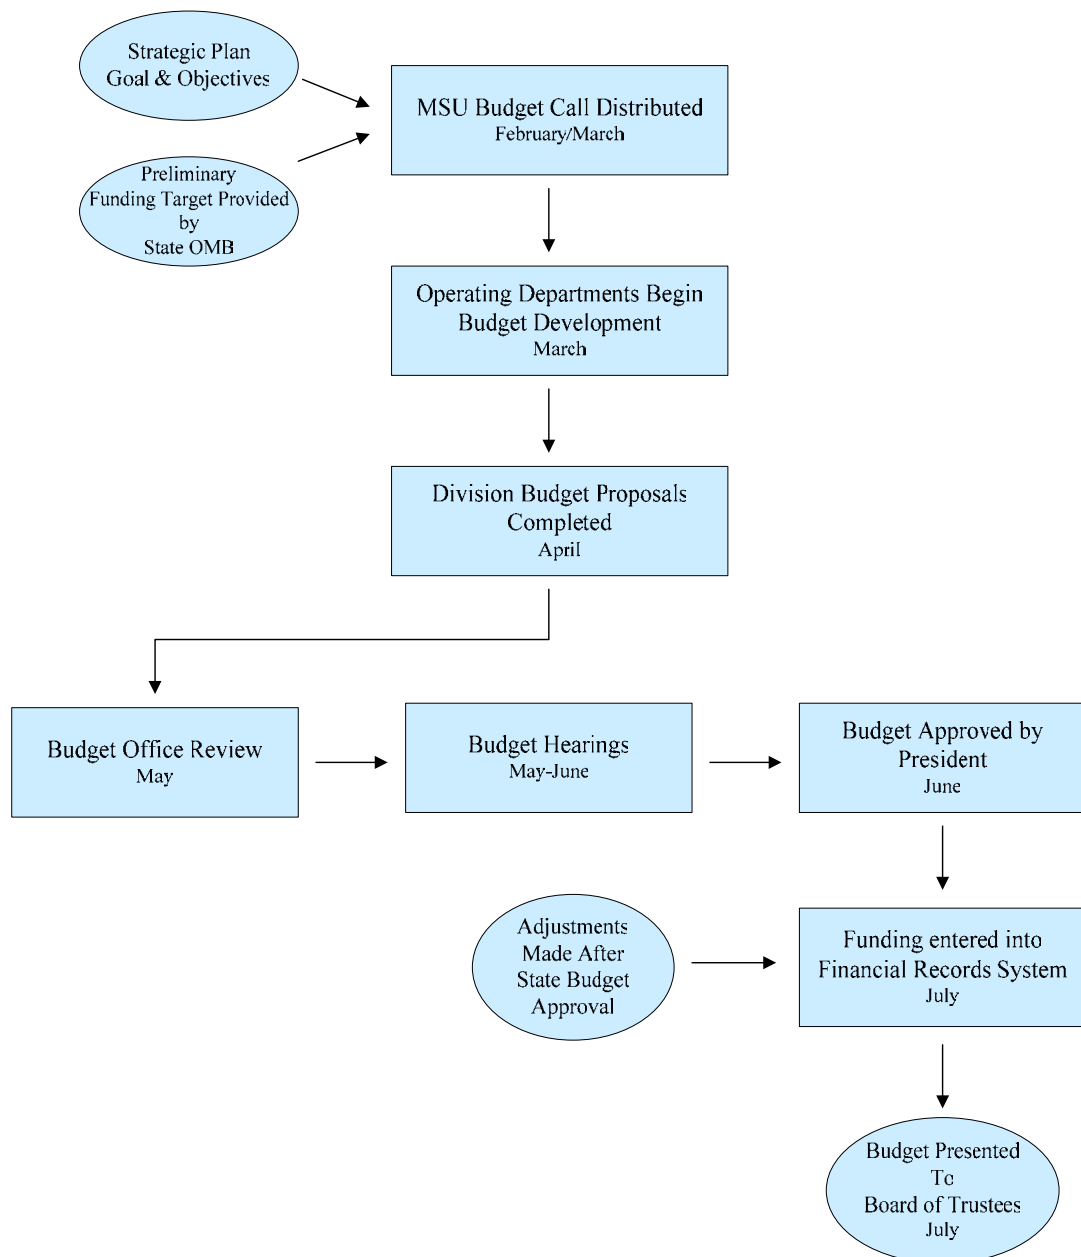 Strategic Plan
Goal & Objectives
MSU Budget Call Distributed
February/March
Preliminary
Funding Target Provided
by
State OMB
Operating Departments Begin
Budget Development
March
Division Budget Proposals
Completed
April
Budget Office Review
May
Budget Hearings
May-June
Budget Approved by
President
June
Adjustments
Made After
State Budget
Approval
Funding entered into
Financial Records System
July
Budget Presented
To
Board of Trustees
July